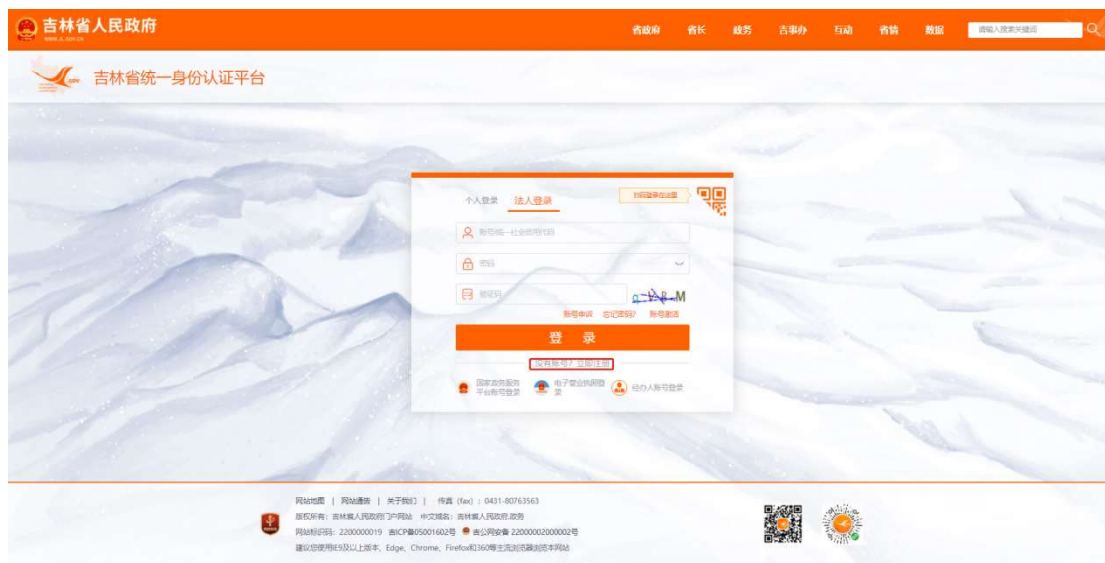 吉林省人民政府
WWW.JL.GOV.CN
省政府 省长 政务 吉事办 互动 省情 数据 请输入搜索关键词
.GOV 吉林省统一身份认证平台
个人登录 法人登录 扫码登录在这里
账号/统一社会信用代码
密码
验证码
账号申诉 忘记密码? 账号激活
登 录
没有账号?立即注册
国家政务服务平台账号登录 电子营业执照登录 经办人账号登录
网站地图 | 网站通告 | 关于我们 | 传真 (fax) : 0431-80763563
版权所有: 吉林省人民政府门户网站 中文域名: 吉林省人民政府.政务
网站标识码: 2200000019 吉ICP备05001602号 吉公网安备 22000002000002号
建议您使用IE9及以上版本, Edge, Chrome, Firefox和360等主流浏览器浏览本网站